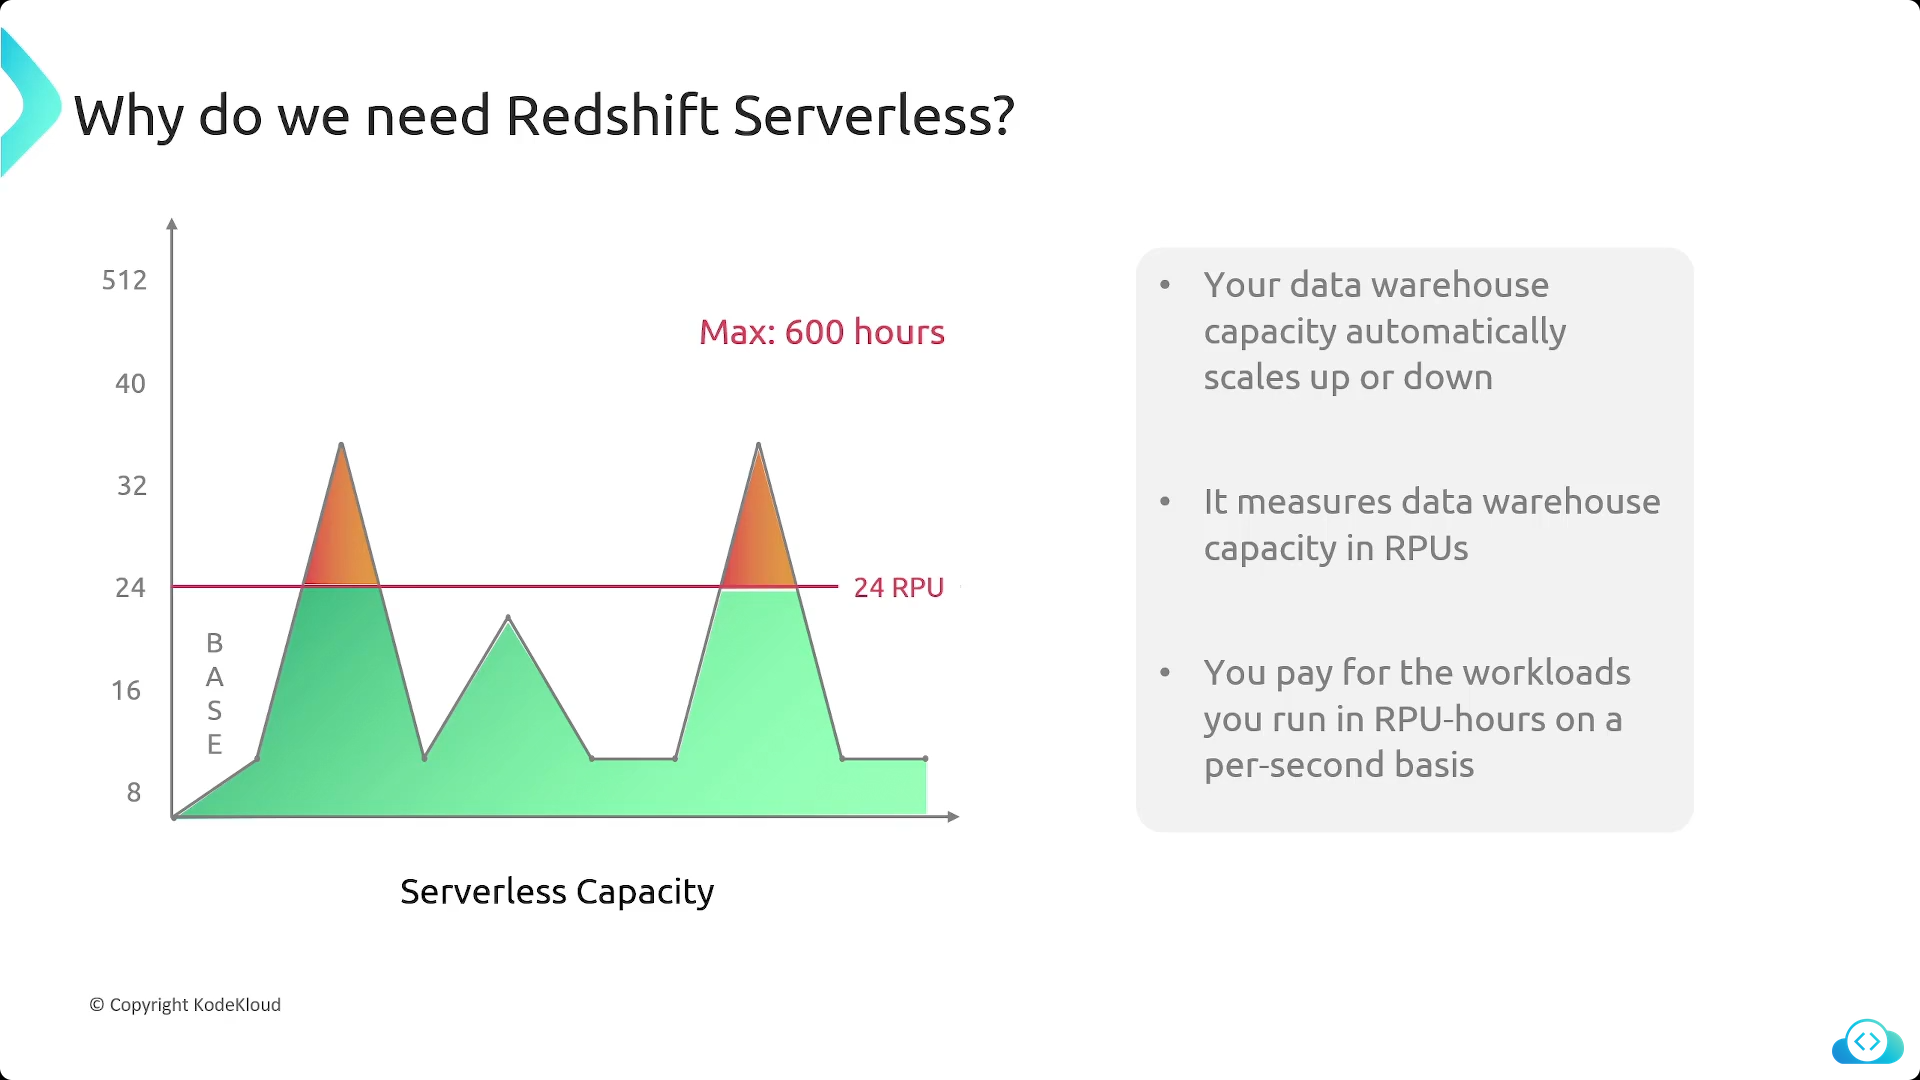 Why do we need Redshift Serverless?
512
40
32
24
16
8
Max: 600 hours
24 RPU
B
A
S
E
Serverless Capacity
• Your data warehouse
capacity automatically
scales up or down
• It measures data warehouse
capacity in RPUs
• You pay for the workloads
you run in RPU-hours on a
per-second basis
© Copyright KodeKloud